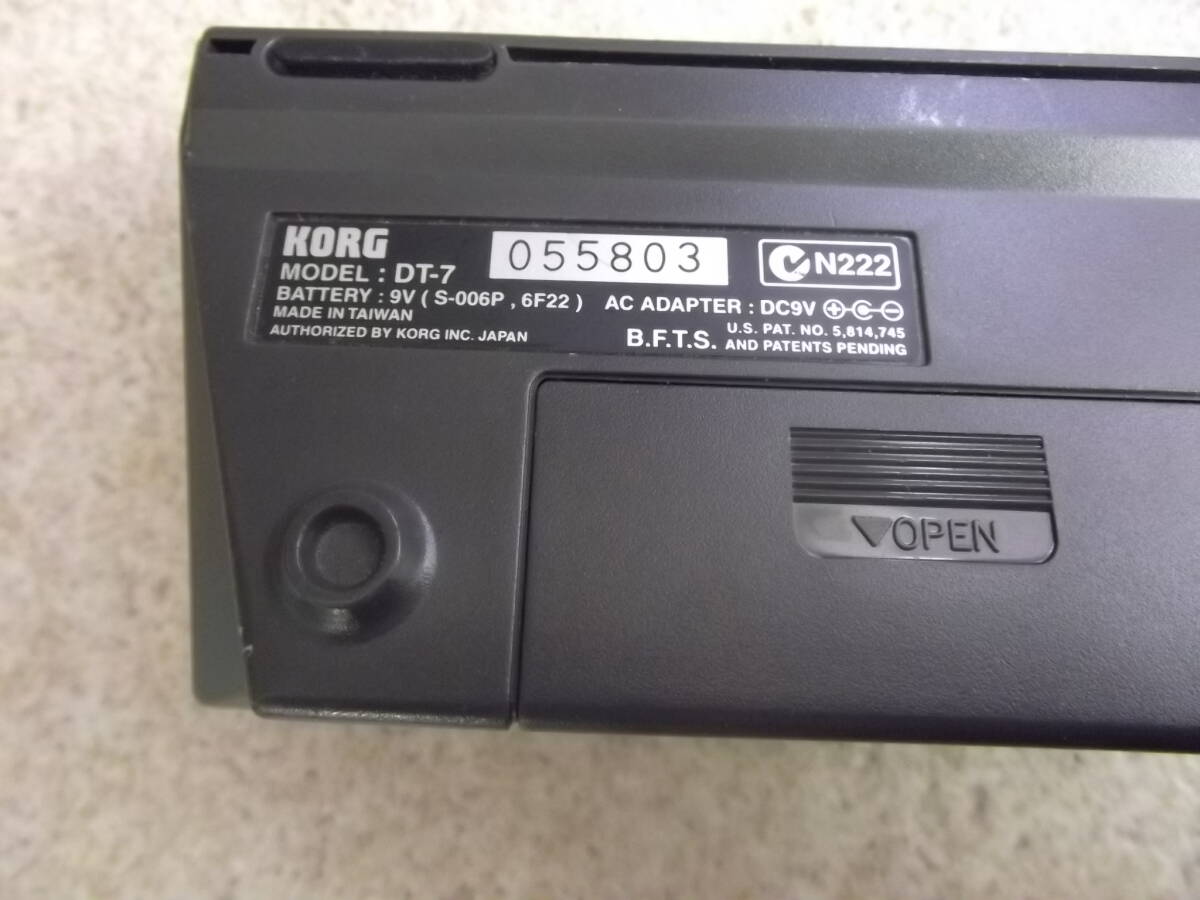 KORG 055803 N222
MODEL : DT-7
BATTERY : 9V ( S-006P , 6F22 ) AC ADAPTER : DC9V
MADE IN TAIWAN
AUTHORIZED BY KORG INC. JAPAN
B.F.T.S. U.S. PAT. NO. 5,814,745
AND PATENTS PENDING
OPEN